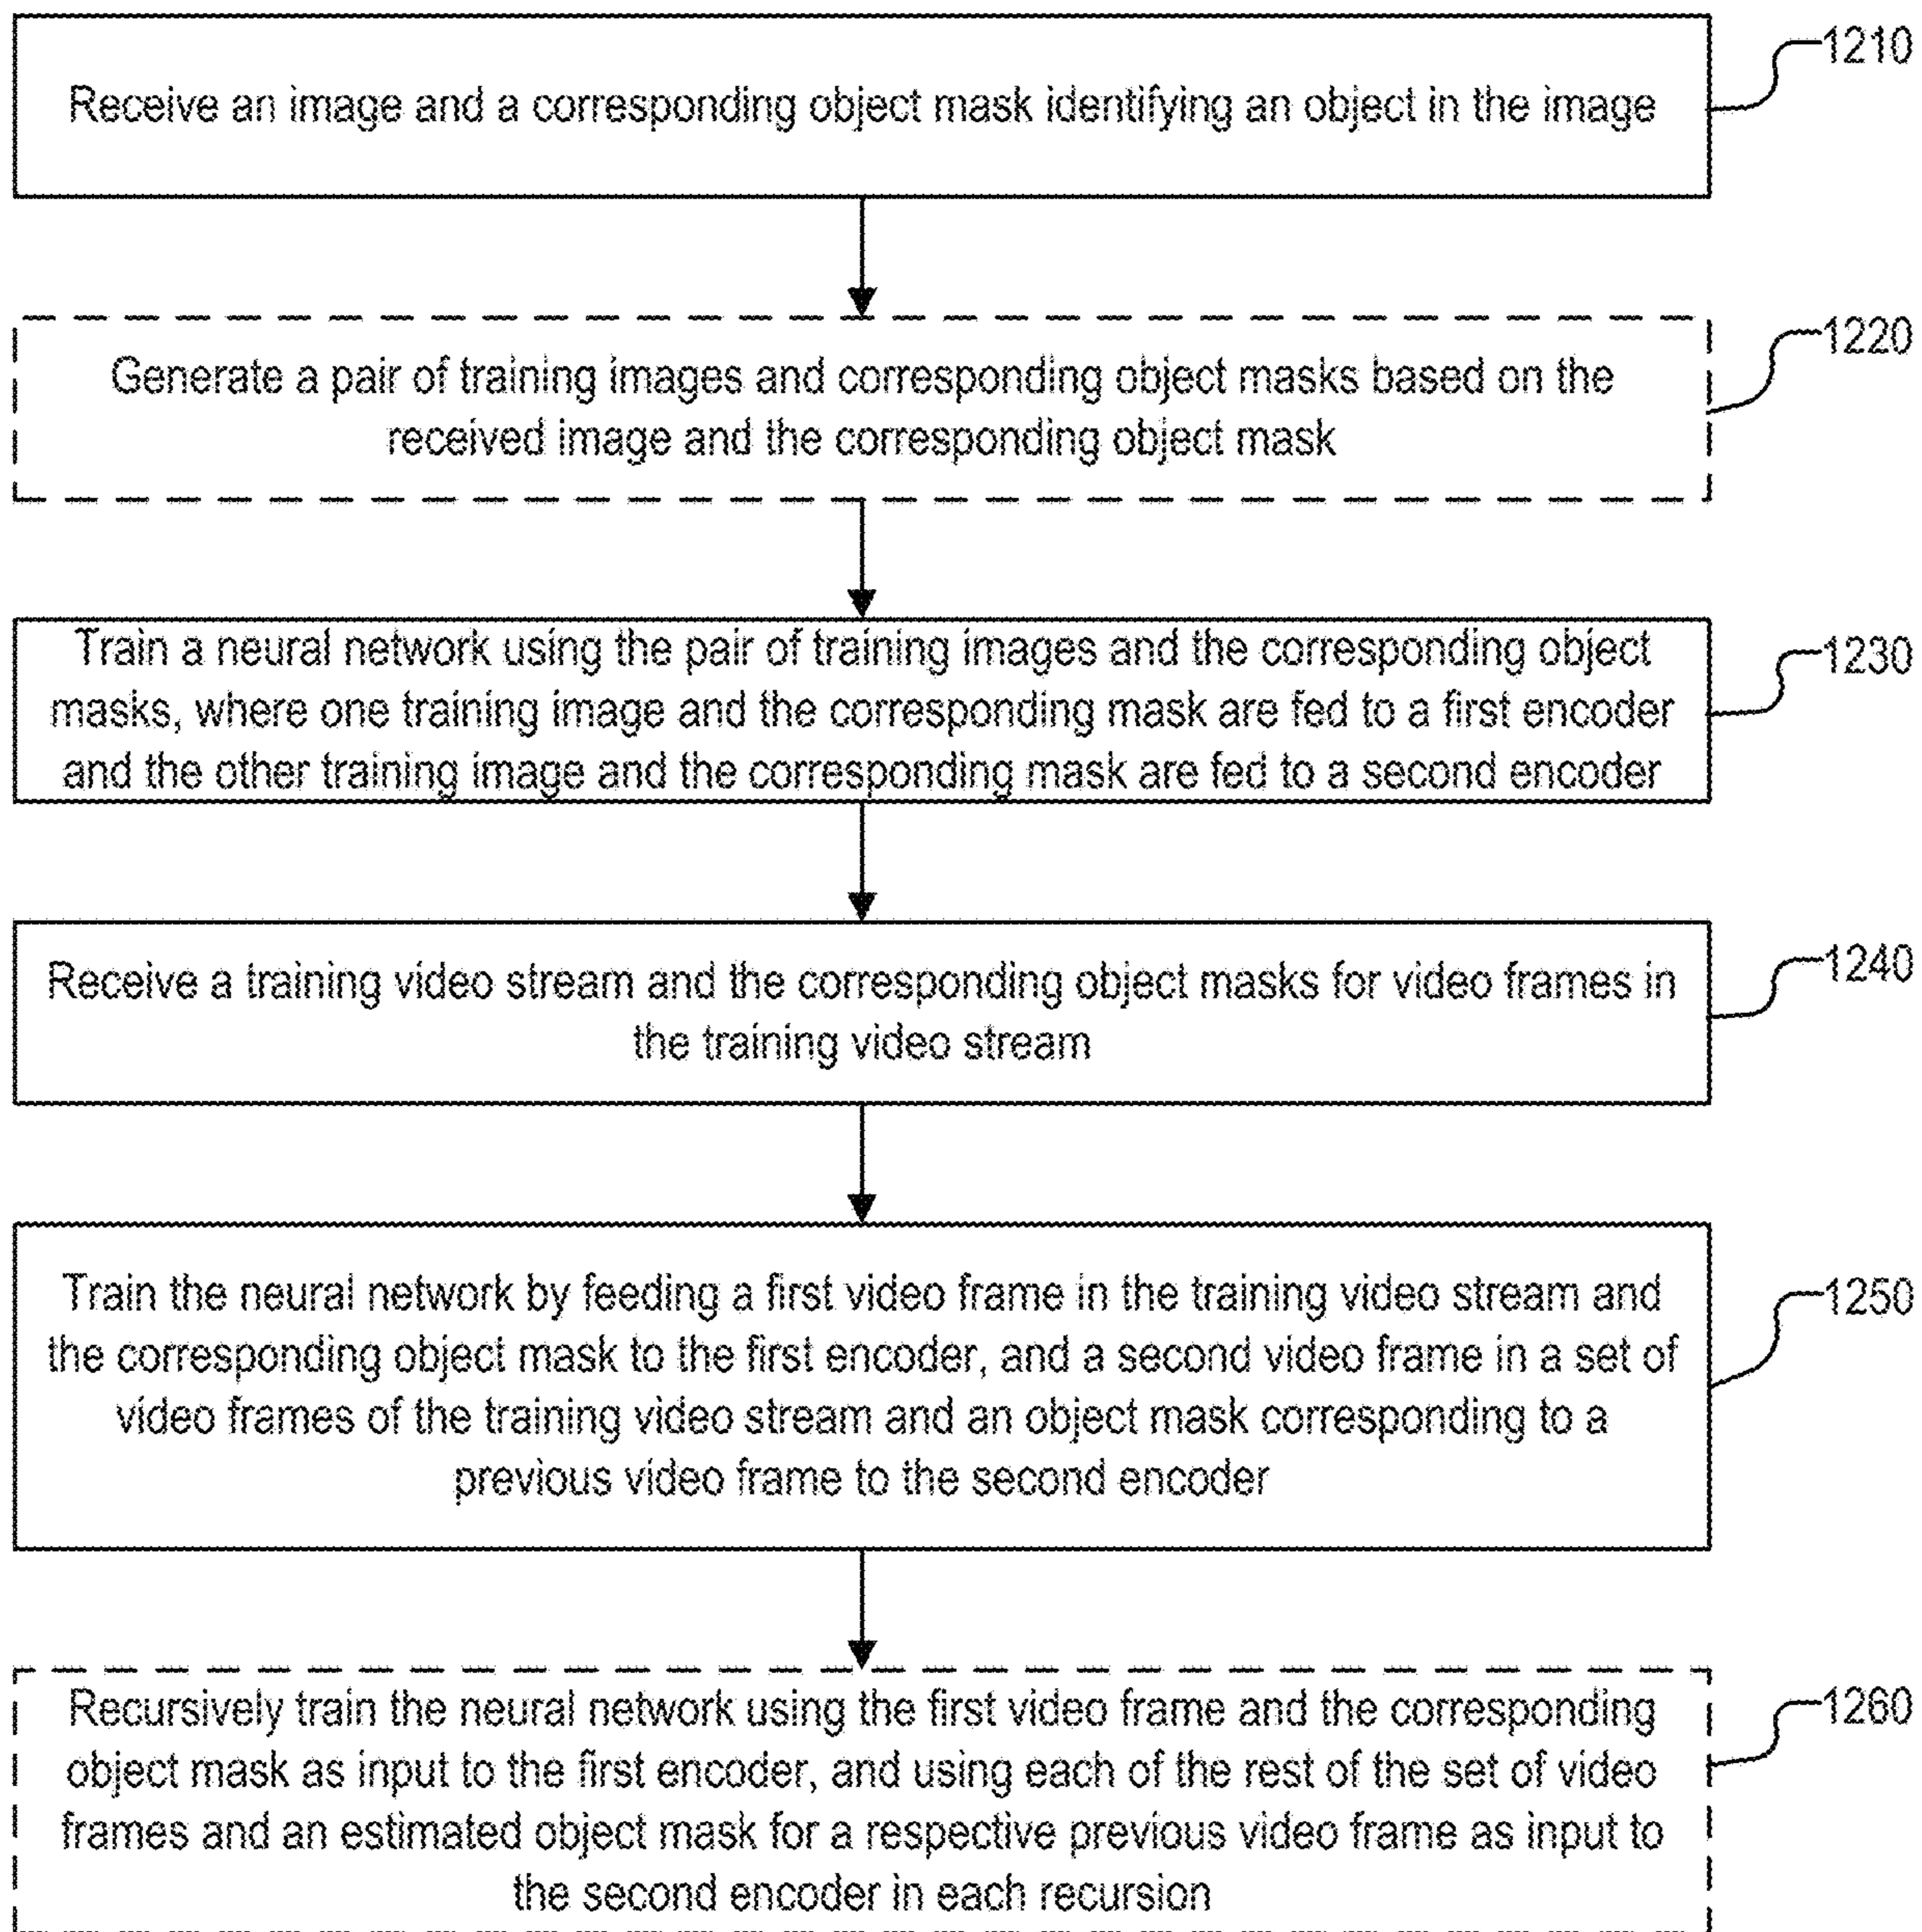 Receive an image and a corresponding object mask identifying an object in the image
1210
Generate a pair of training images and corresponding object masks based on the
received image and the corresponding object mask
1220
Train a neural network using the pair of training images and the corresponding object
masks, where one training image and the corresponding mask are fed to a first encoder
and the other training image and the corresponding mask are fed to a second encoder
1230
Receive a training video stream and the corresponding object masks for video frames in
the training video stream
1240
Train the neural network by feeding a first video frame in the training video stream and
the corresponding object mask to the first encoder, and a second video frame in a set of
video frames of the training video stream and an object mask corresponding to a
previous video frame to the second encoder
1250
Recursively train the neural network using the first video frame and the corresponding
object mask as input to the first encoder, and using each of the rest of the set of video
frames and an estimated object mask for a respective previous video frame as input to
the second encoder in each recursion
1260